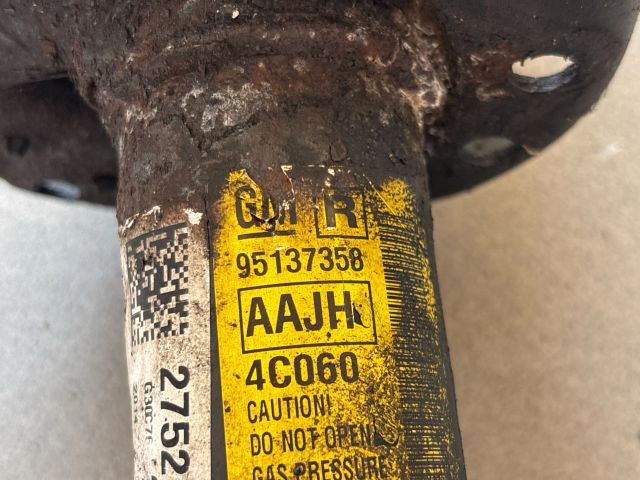 GM R
95137358
AAJH
4C060
CAUTION!
DO NOT OPEN
GAS PRESSURE
2752